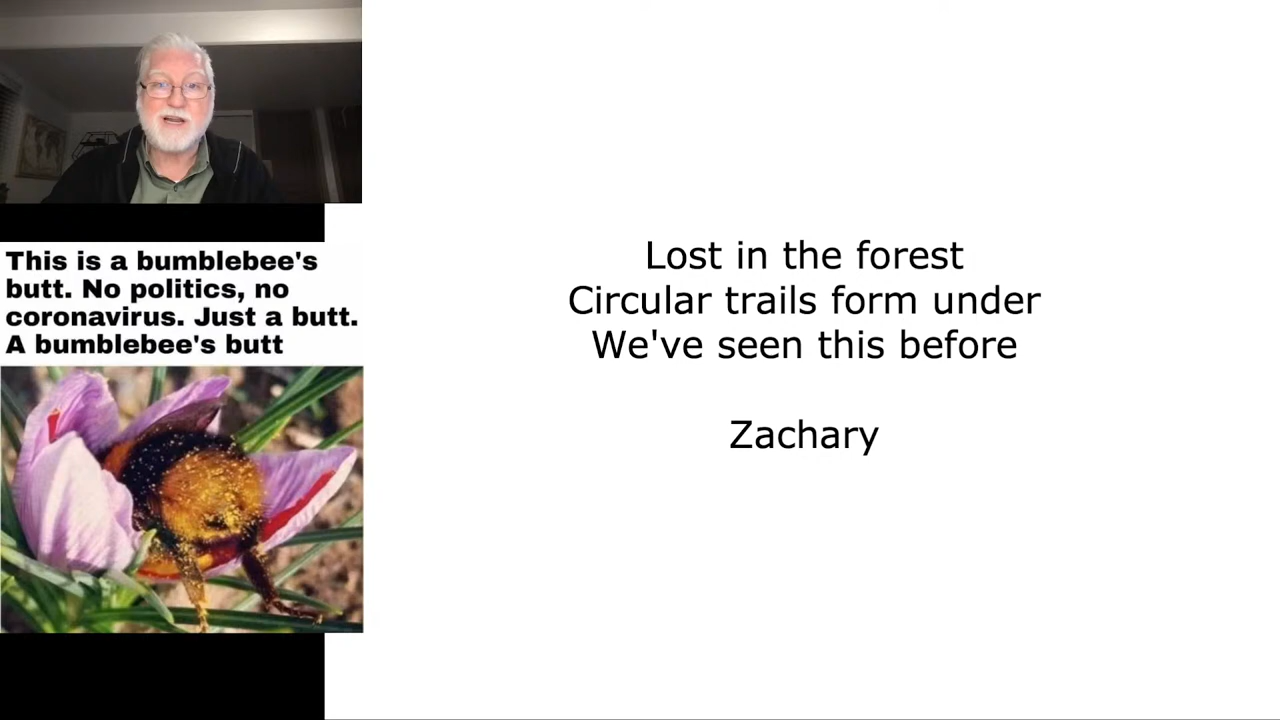 This is a bumblebee's
butt. No politics, no
coronavirus. Just a butt.
A bumblebee's butt
Lost in the forest
Circular trails form under
We've seen this before
Zachary